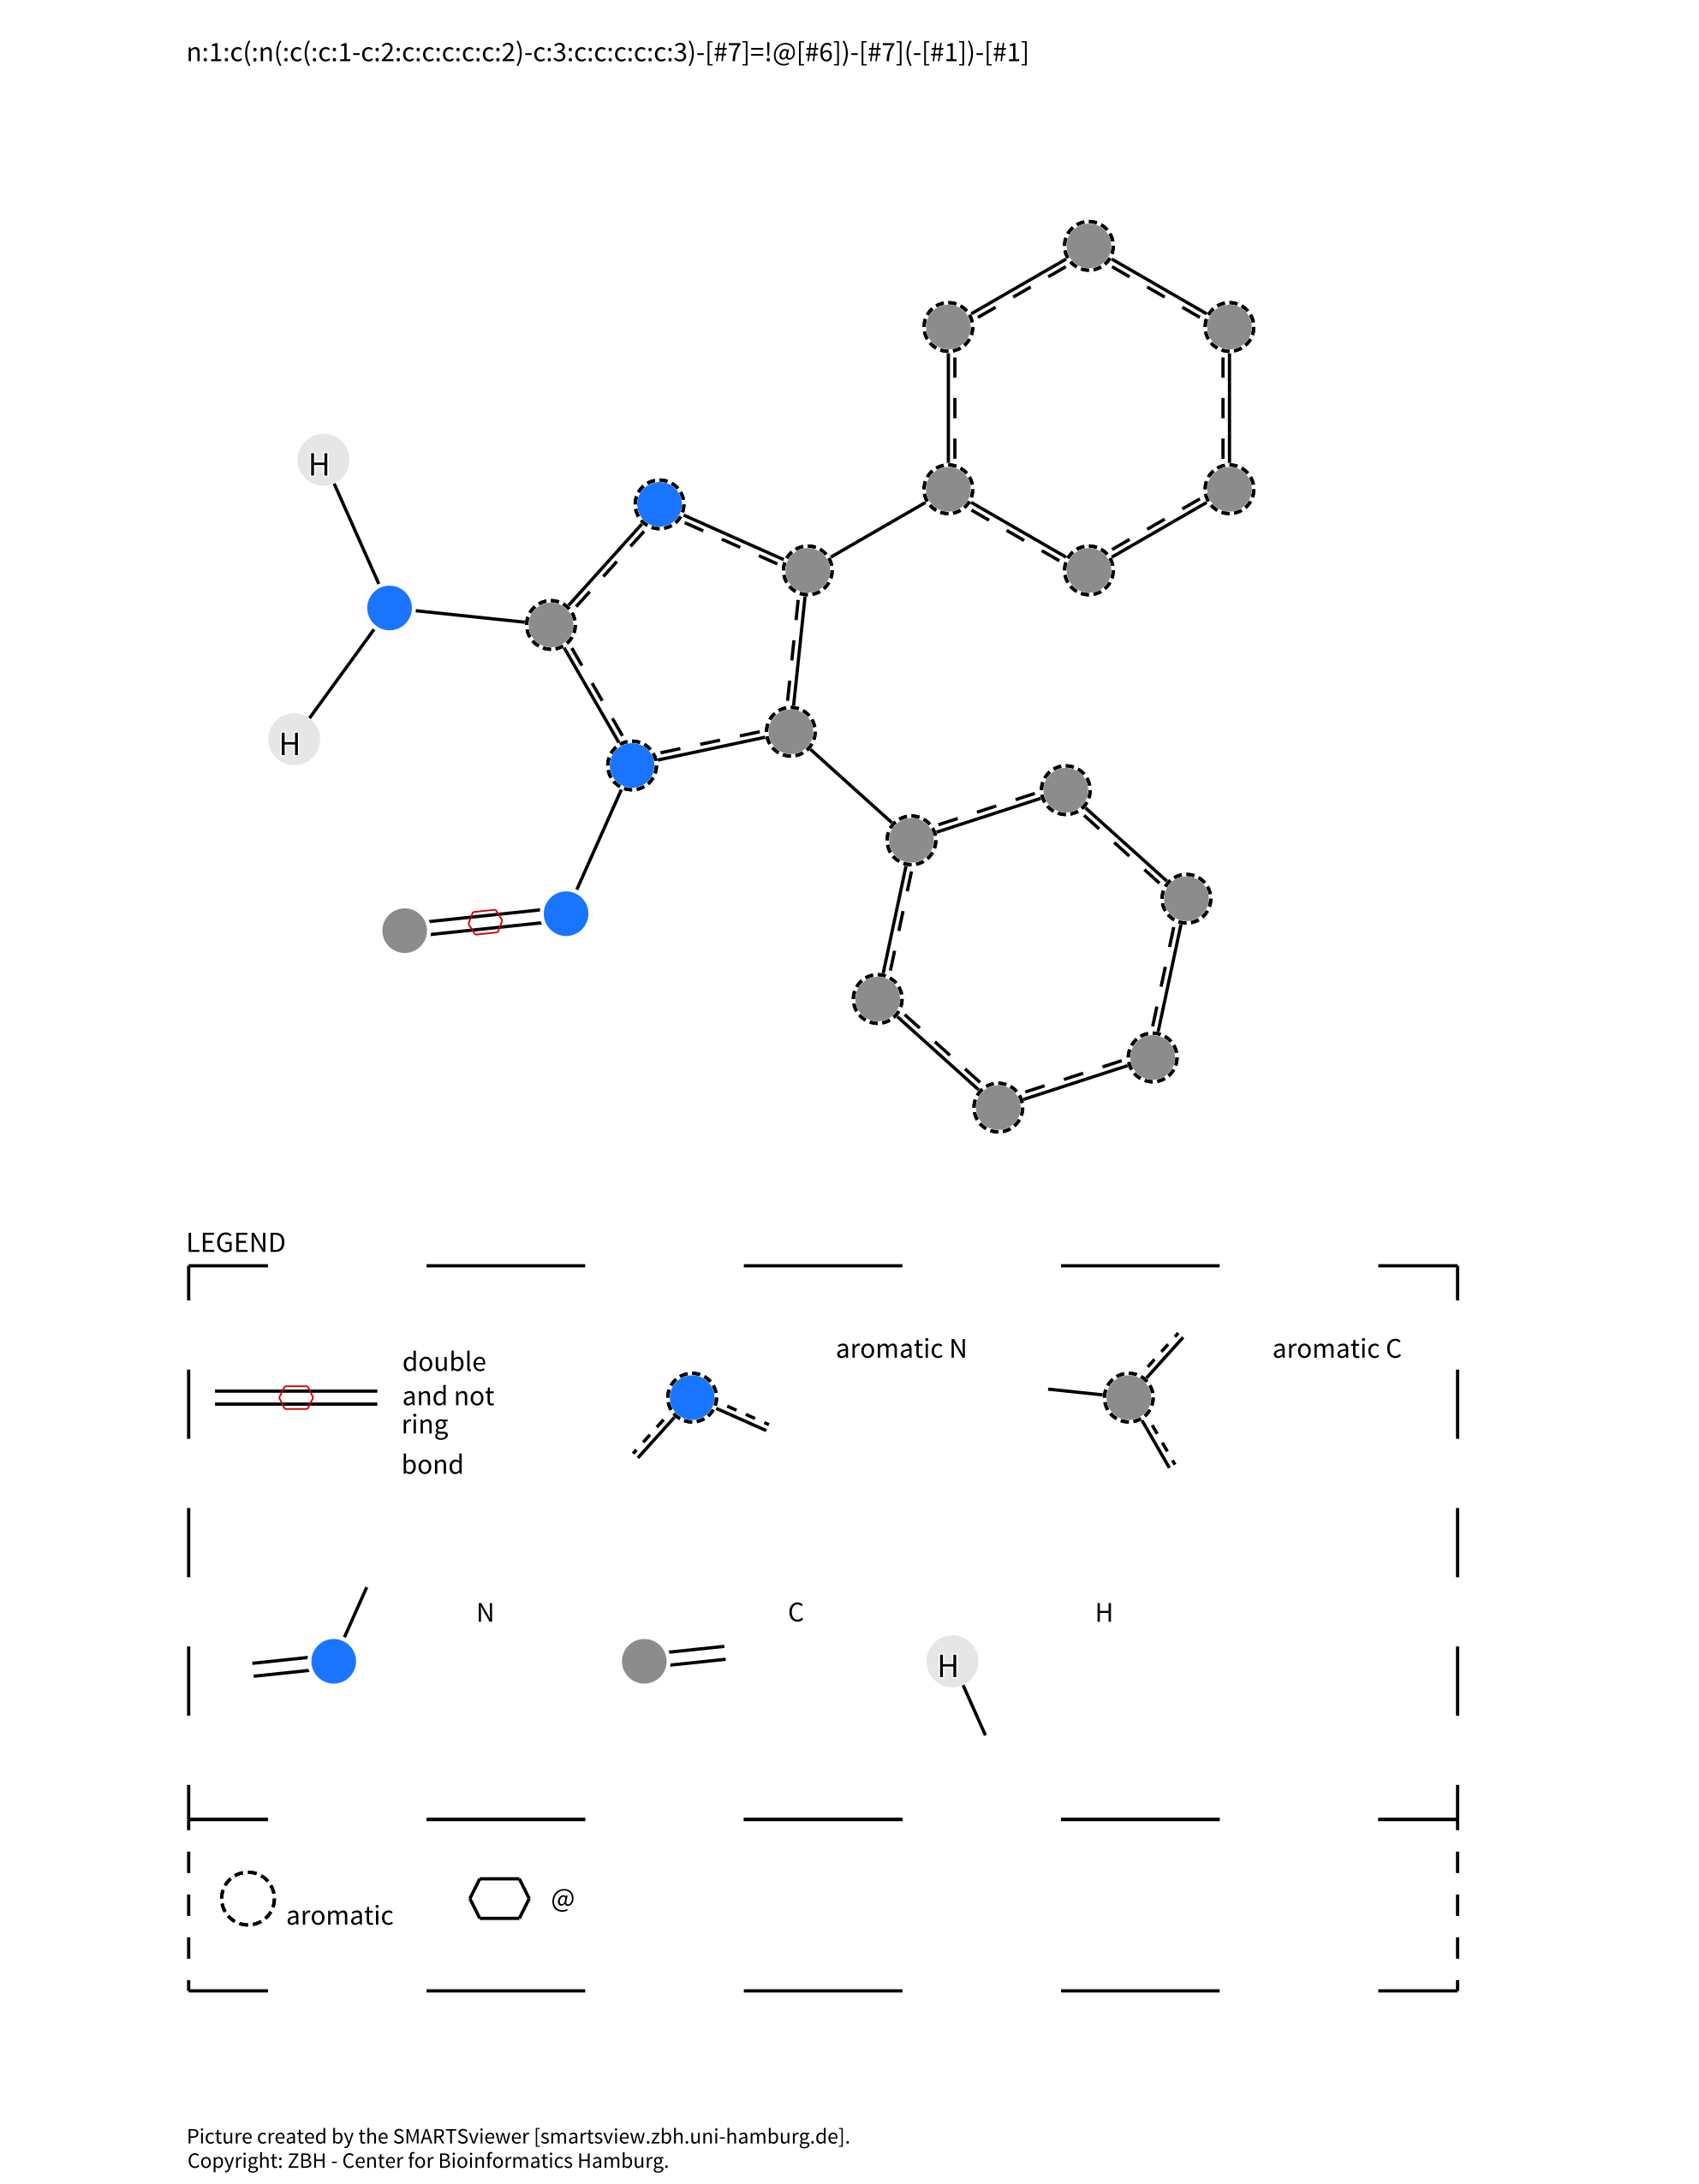 n:1:c(:n(:c(:c:1-c:2:c:c:c:c:c:2)-c:3:c:c:c:c:c:3)-[#7]=!@[#6])-[#7](-[#1])-[#1]
H
H
LEGEND
double
and not
ring
bond
aromatic N
aromatic C
N
C
H
H
aromatic
@
Picture created by the SMARTSviewer [smartsview.zbh.uni-hamburg.de].
Copyright: ZBH - Center for Bioinformatics Hamburg.